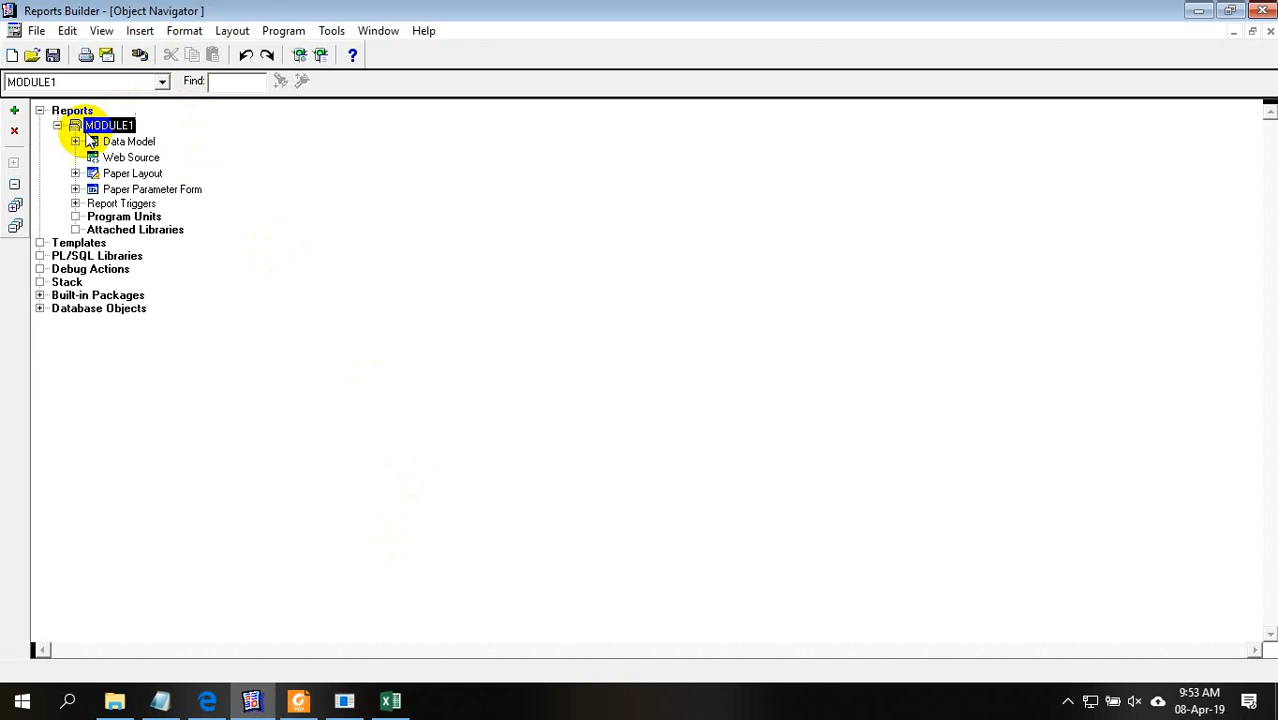 Reports Builder - [Object Navigator ]
File Edit View Insert Format Layout Program Tools Window Help
MODULE1 Find:
Reports
MODULE1
Data Model
Web Source
Paper Layout
Paper Parameter Form
Report Triggers
Program Units
Attached Libraries
Templates
PL/SQL Libraries
Debug Actions
Stack
Built-in Packages
Database Objects
9:53 AM
08-Apr-19